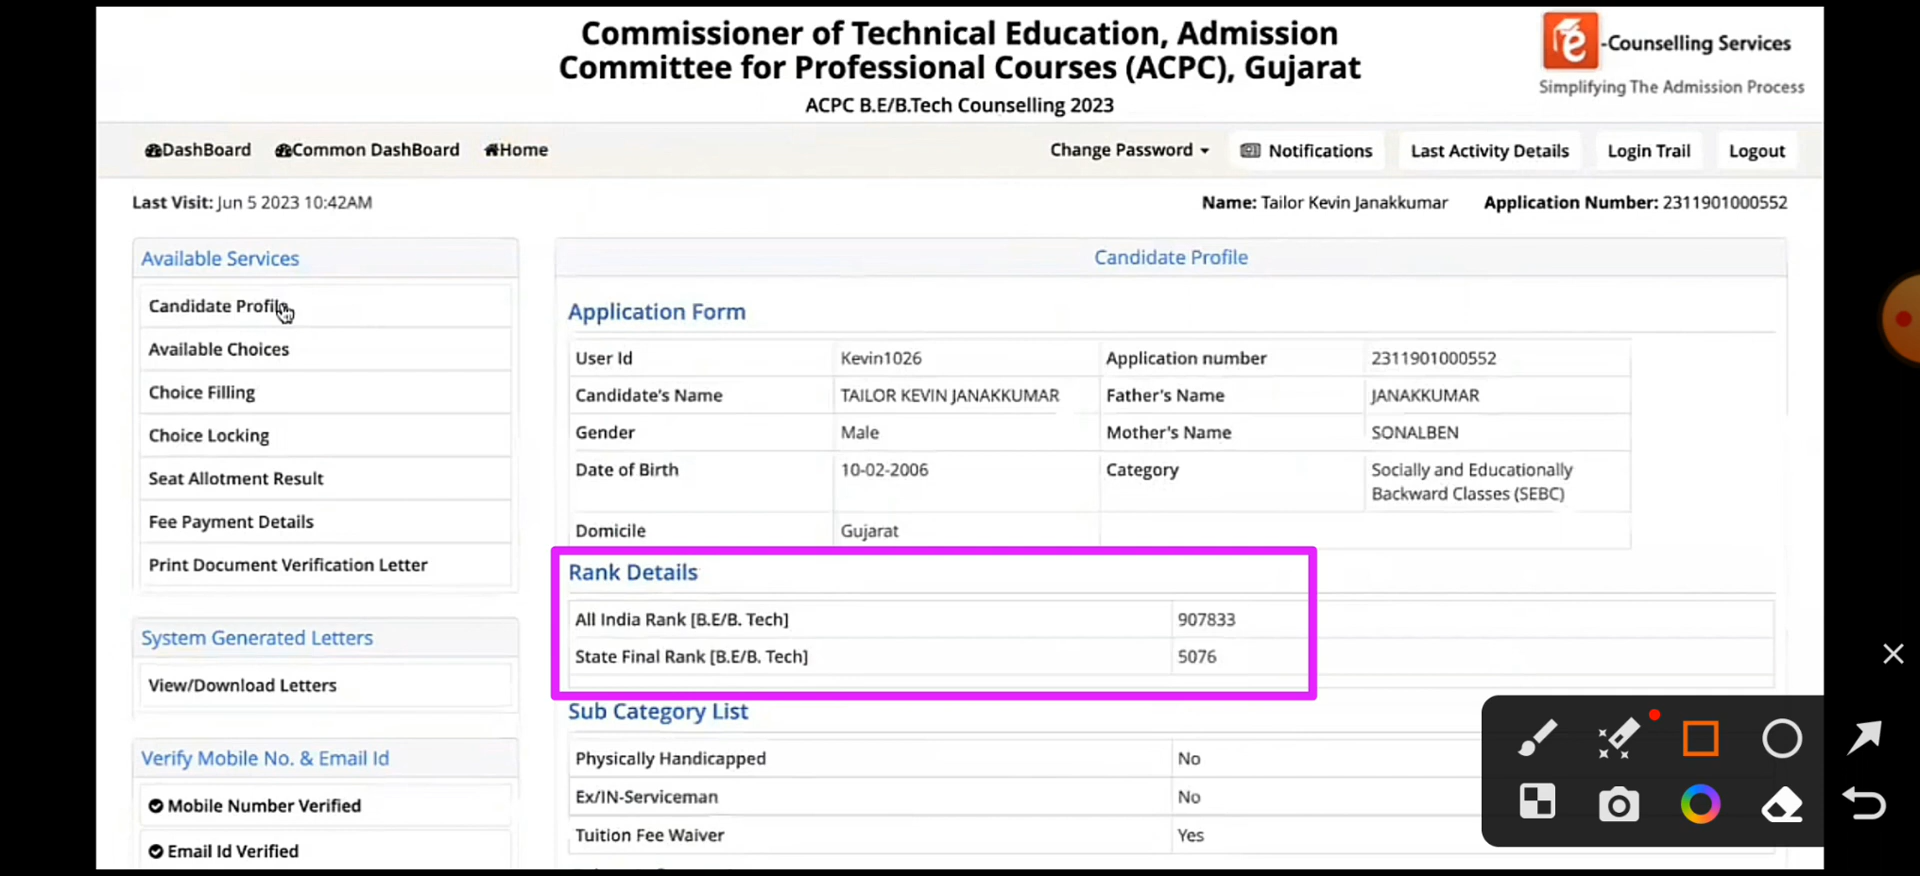 Commissioner of Technical Education, Admission
Committee for Professional Courses (ACPC), Gujarat
ACPC B.E/B.Tech Counselling 2023
e-Counselling Services
Simplifying The Admission Process
DashBoard Common DashBoard Home Change Password Notifications Last Activity Details Login Trail Logout
Last Visit: Jun 5 2023 10:42AM Name: Tailor Kevin Janakkumar Application Number: 2311901000552
Available Services
Candidate Profile
Available Choices
Choice Filling
Choice Locking
Seat Allotment Result
Fee Payment Details
Print Document Verification Letter
System Generated Letters
View/Download Letters
Verify Mobile No. & Email Id
Mobile Number Verified
Email Id Verified
Candidate Profile
Application Form
User Id Kevin1026 Application number 2311901000552
Candidate's Name TAILOR KEVIN JANAKKUMAR Father's Name JANAKKUMAR
Gender Male Mother's Name SONALBEN
Date of Birth 10-02-2006 Category Socially and Educationally
Backward Classes (SEBC)
Domicile Gujarat
Rank Details
All India Rank [B.E/B. Tech] 907833
State Final Rank [B.E/B. Tech] 5076
Sub Category List
Physically Handicapped No
Ex/IN-Serviceman No
Tuition Fee Waiver Yes